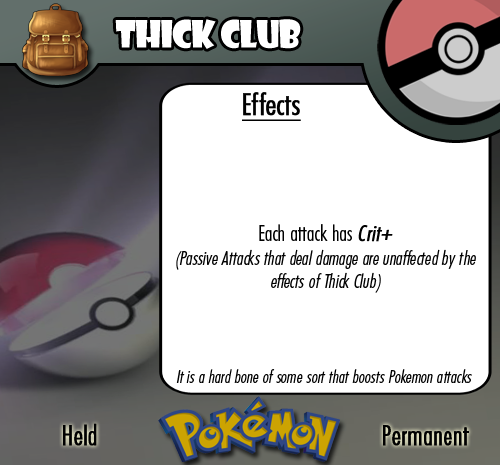 THICK CLUB
Effects
Each attack has Crit+
(Passive Attacks that deal damage are unaffected by the
effects of Thick Club)
It is a hard bone of some sort that boosts Pokemon attacks
Held
POKéMON
Permanent